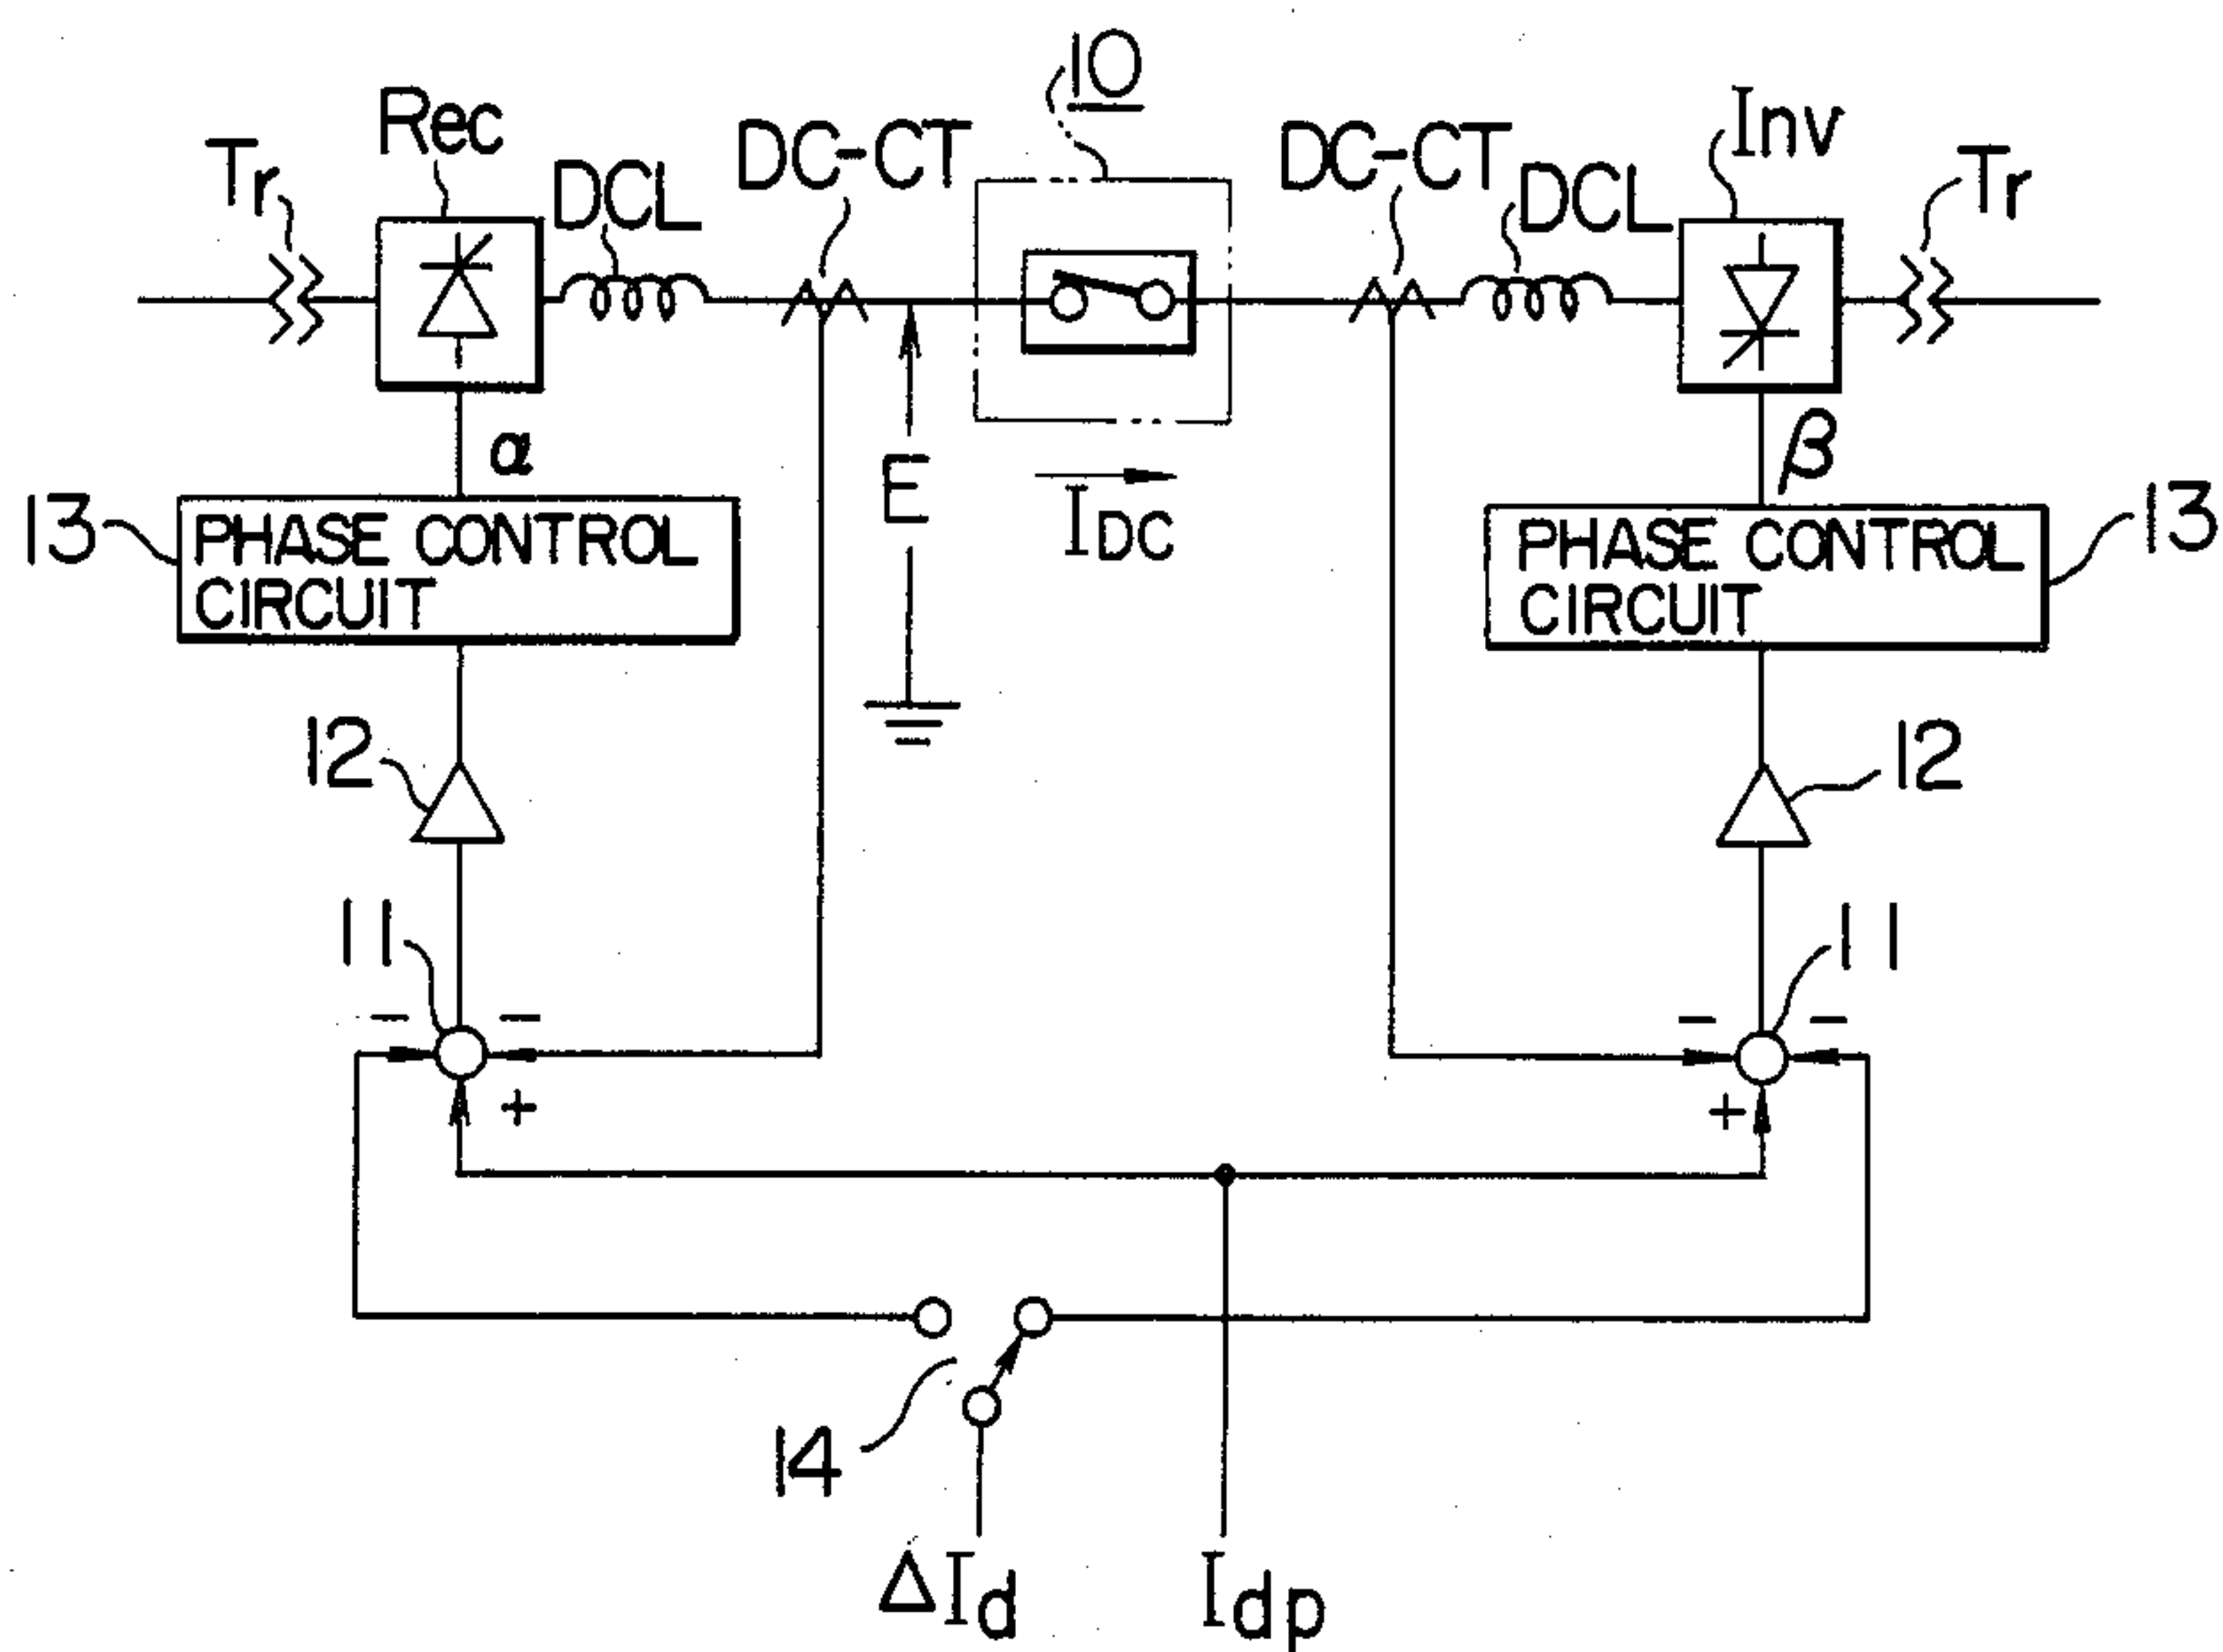 10
Rec
DC-CT
DC-CT
Inv
Tr
DCL
DCL
Tr
α
β
E
I_DC
13
PHASE CONTROL
CIRCUIT
PHASE CONTROL
CIRCUIT
13
12
12
11
11
-
-
-
-
+
+
14
ΔId
Idp